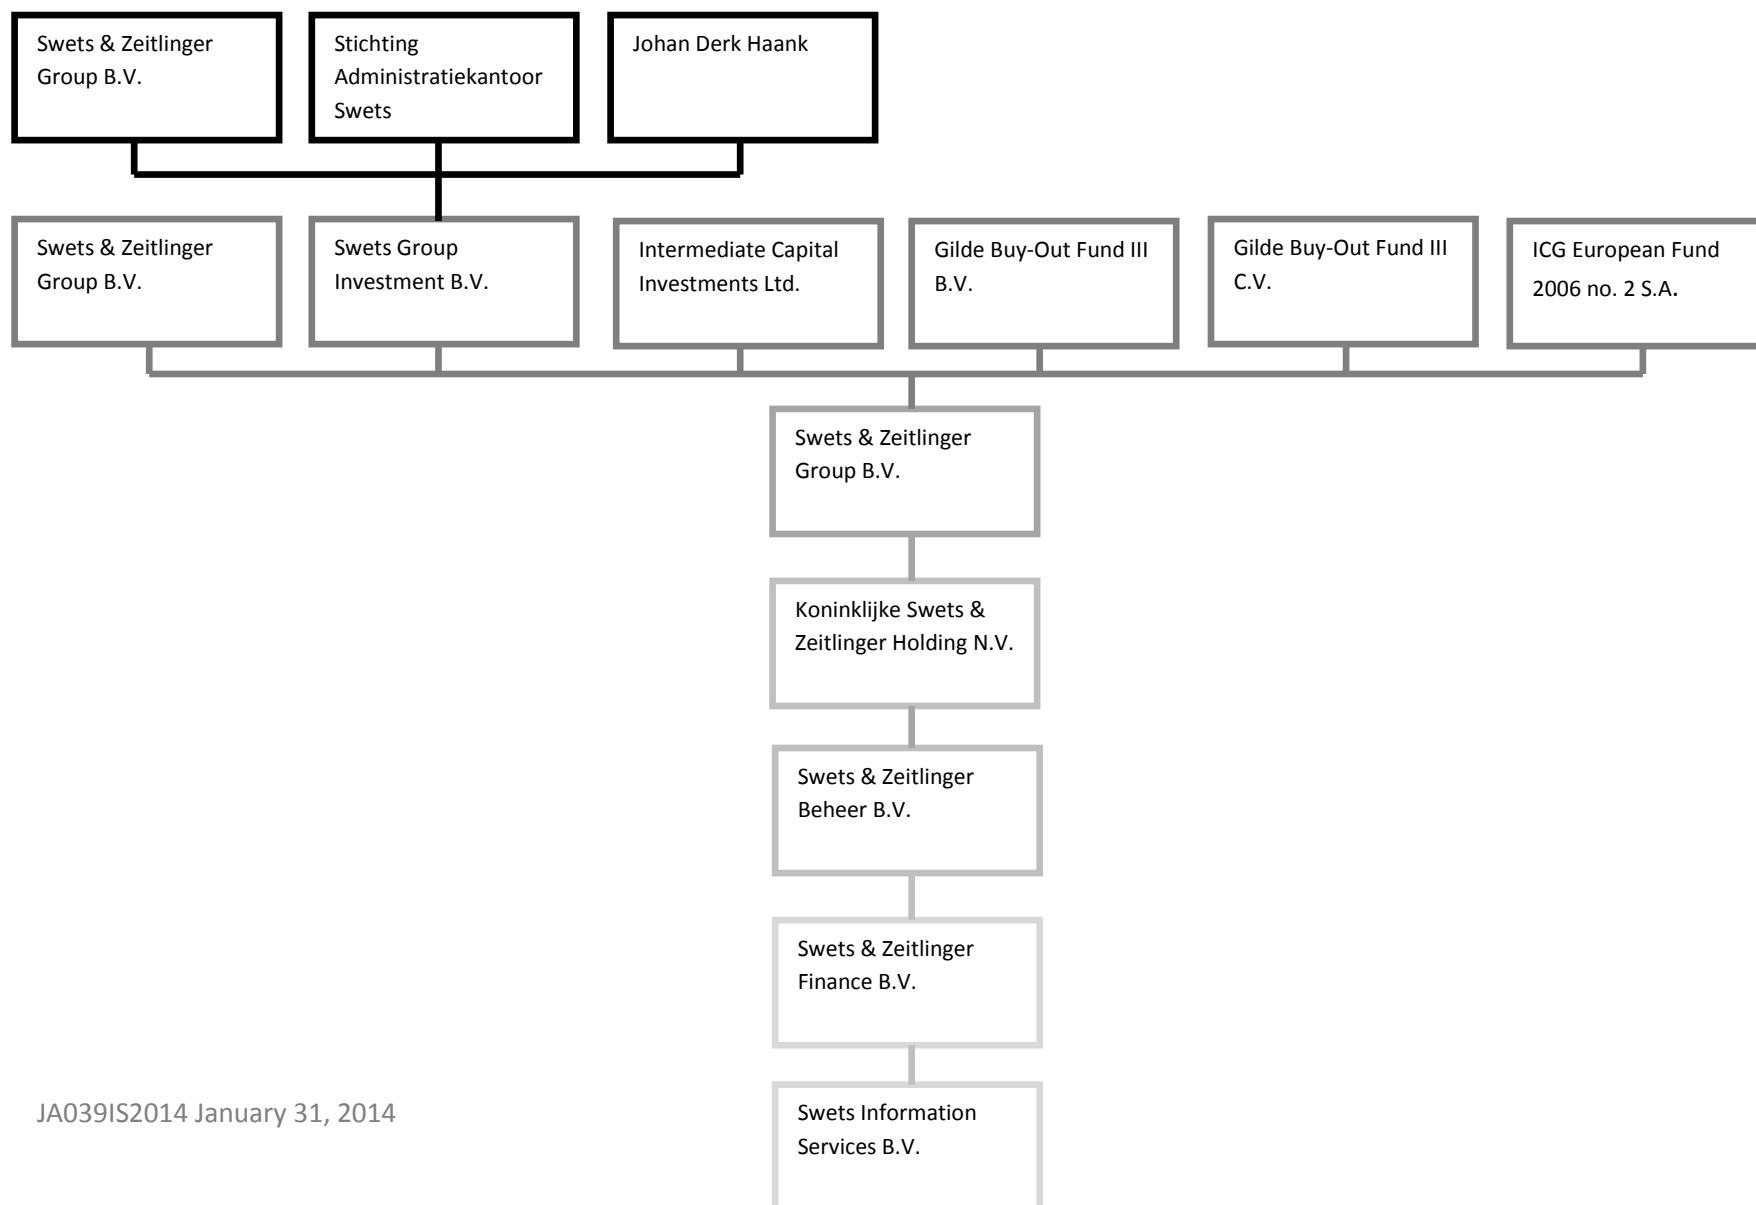 Swets & Zeitlinger
Group B.V.
Stichting
Administratiekantoor
Swets
Johan Derk Haank
Swets & Zeitlinger
Group B.V.
Swets Group
Investment B.V.
Intermediate Capital
Investments Ltd.
Gilde Buy-Out Fund III
B.V.
Gilde Buy-Out Fund III
C.V.
ICG European Fund
2006 no. 2 S.A.
Swets & Zeitlinger
Group B.V.
Koninklijke Swets &
Zeitlinger Holding N.V.
Swets & Zeitlinger
Beheer B.V.
Swets & Zeitlinger
Finance B.V.
Swets Information
Services B.V.
JA039IS2014 January 31, 2014